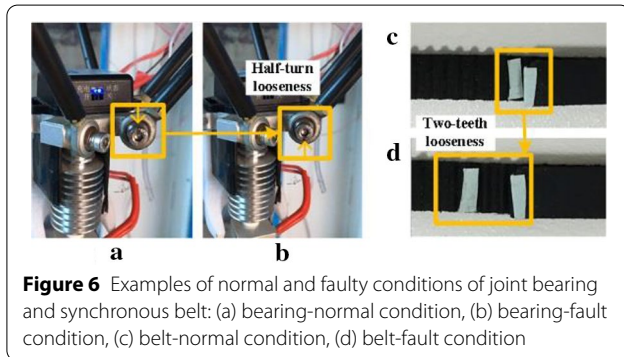 Half-turn
looseness
a
b
c
Two-teeth
looseness
d
Figure 6 Examples of normal and faulty conditions of joint bearing
and synchronous belt: (a) bearing-normal condition, (b) bearing-fault
condition, (c) belt-normal condition, (d) belt-fault condition